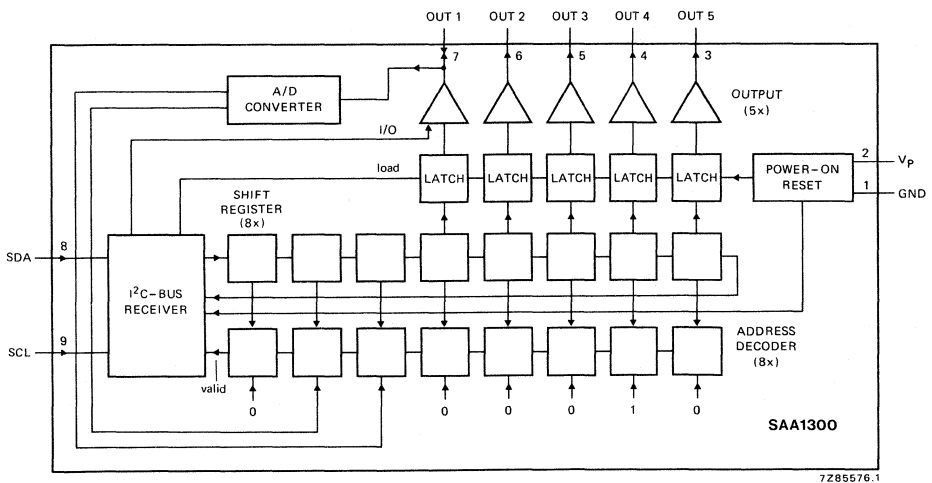 OUT 1 OUT 2 OUT 3 OUT 4 OUT 5
7 6 5 4 3
A/D
CONVERTER
OUTPUT
(5x)
I/O
load
LATCH LATCH LATCH LATCH LATCH
POWER-ON
RESET
2 VP
1 GND
SHIFT
REGISTER
(8x)
SDA 8
I²C-BUS
RECEIVER
SCL 9
valid
ADDRESS
DECODER
(8x)
0 0 0 0 1 0
SAA1300
7Z85576.1